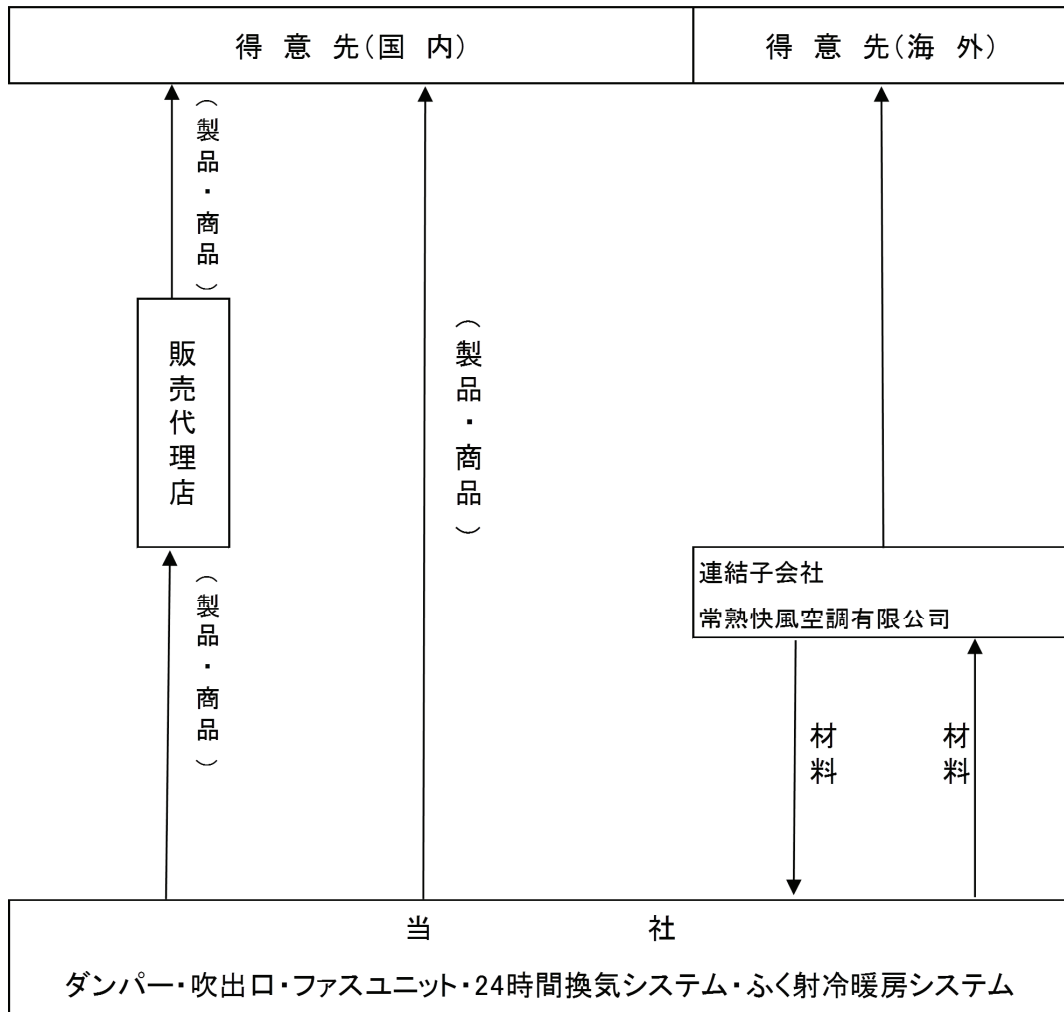 得意先(国内)
得意先(海外)
(製品・商品)
販売代理店
(製品・商品)
(製品・商品)
連結子会社
常熟快風空調有限公司
材料
材料
当社
ダンパー・吹出口・ファスユニット・24時間換気システム・ふく射冷暖房システム